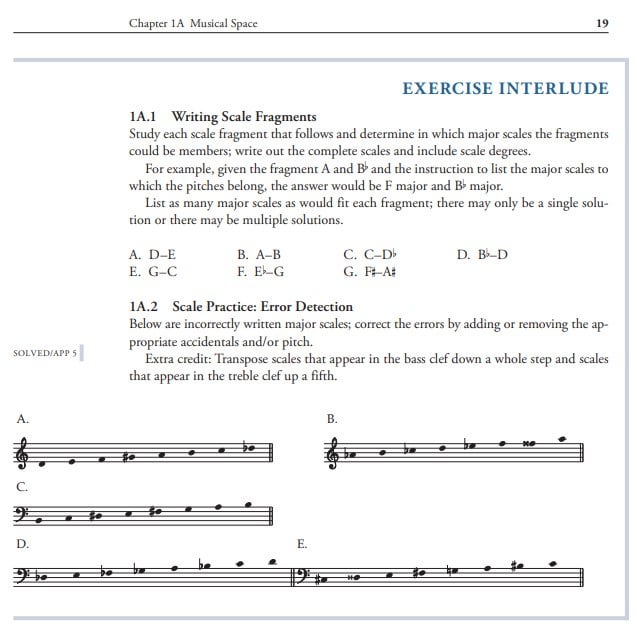 Chapter 1A Musical Space
19
EXERCISE INTERLUDE
1A.1 Writing Scale Fragments
Study each scale fragment that follows and determine in which major scales the fragments
could be members; write out the complete scales and include scale degrees.
For example, given the fragment A and B♭ and the instruction to list the major scales to
which the pitches belong, the answer would be F major and B♭ major.
List as many major scales as would fit each fragment; there may only be a single solu-
tion or there may be multiple solutions.
A. D–E B. A–B C. C–D♭ D. B♭–D
E. G–C F. E♭–G G. F♯–A♯
1A.2 Scale Practice: Error Detection
Below are incorrectly written major scales; correct the errors by adding or removing the ap-
propriate accidentals and/or pitch.
SOLVED/APP 5
Extra credit: Transpose scales that appear in the bass clef down a whole step and scales
that appear in the treble clef up a fifth.
A. B.
C.
D. E.